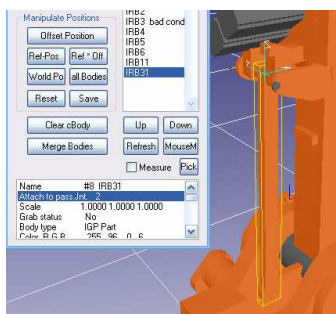 Manipulate Positions
Offset Position
Ref-Pos
Ref * Off
World Po
all Bodies
Reset
Save
IRB2
IRB3 bad cond
IRB4
IRB5
IRB6
IRB11
IRB31
Clear cBody
Up
Down
Merge Bodies
Refresh
MouseM
Measure
Pick
Name #8 IRB31
Attach to pass.Jnt. 2
Scale 1.0000 1.0000 1.0000
Grab status No
Body type IGP Part
Color R,G,B 255 96 0 6
Y